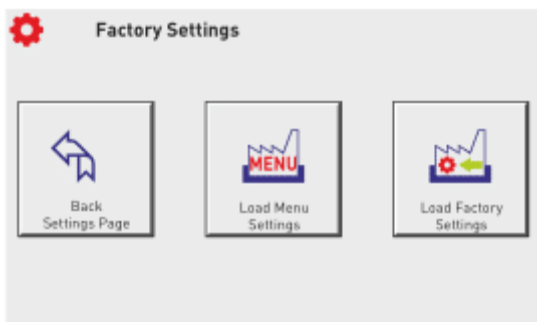 Factory Settings
MENU
Back
Settings Page
Load Menu
Settings
Load Factory
Settings